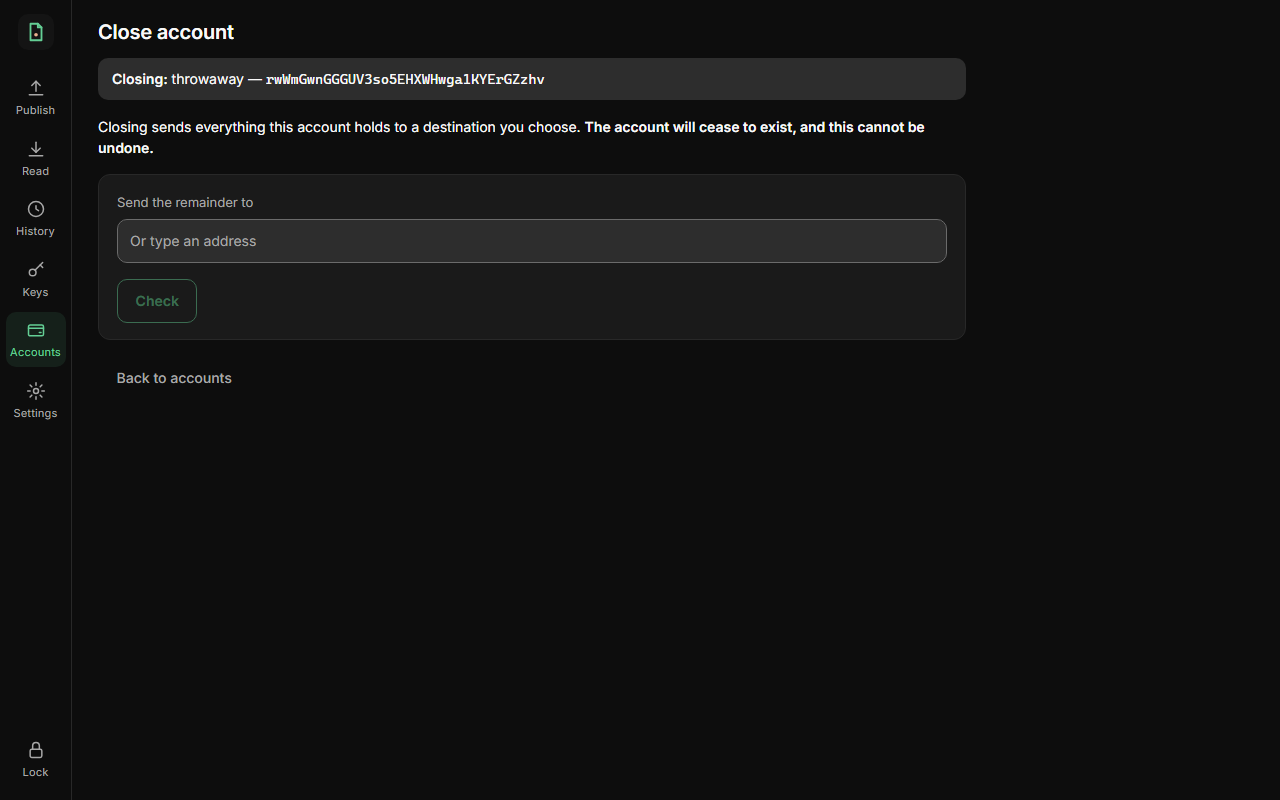 Close account
Closing: throwaway — rwWmGwnGGGUV3so5EHXWHwga1KYErGZzhv
Closing sends everything this account holds to a destination you choose. The account will cease to exist, and this cannot be
undone.
Send the remainder to
Or type an address
Check
Back to accounts
Publish
Read
History
Keys
Accounts
Settings
Lock